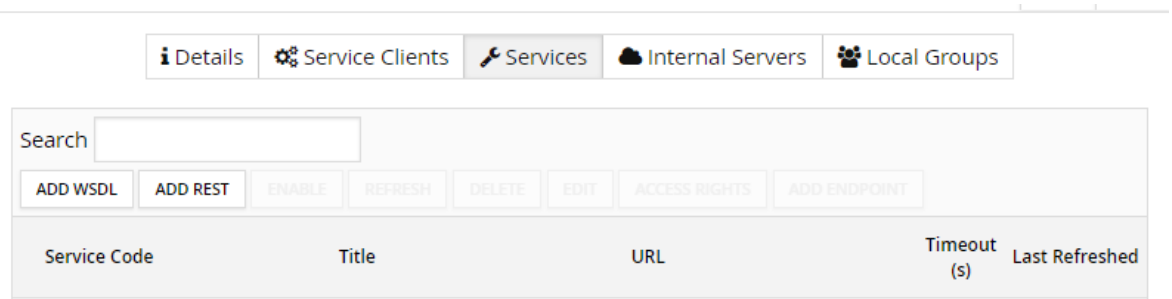 Details Service Clients Services Internal Servers Local Groups
Search
ADD WSDL ADD REST ENABLE REFRESH DELETE EDIT ACCESS RIGHTS ADD ENDPOINT
Service Code Title URL Timeout (s) Last Refreshed